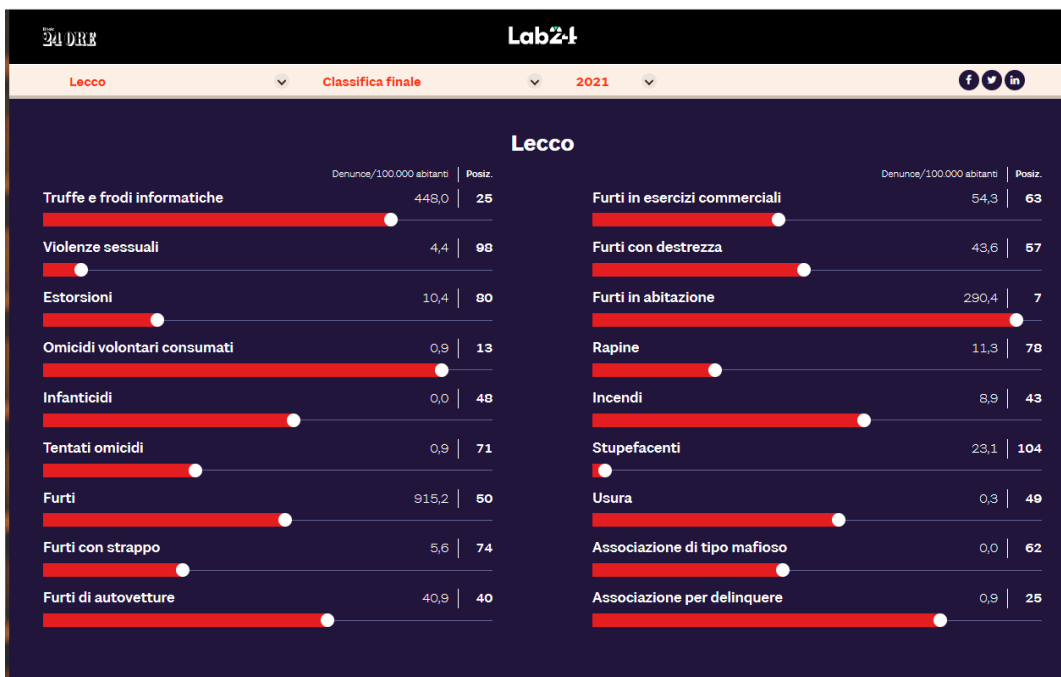 24 ORE
Lab24
Lecco
Classifica finale
2021
Lecco
Denunce/100.000 abitanti Posiz.
Truffe e frodi informatiche 448,0 25
Violenze sessuali 4,4 98
Estorsioni 10,4 80
Omicidi volontari consumati 0,9 13
Infanticidi 0,0 48
Tentati omicidi 0,9 71
Furti 915,2 50
Furti con strappo 5,6 74
Furti di autovetture 40,9 40
Denunce/100.000 abitanti Posiz.
Furti in esercizi commerciali 54,3 63
Furti con destrezza 43,6 57
Furti in abitazione 290,4 7
Rapine 11,3 78
Incendi 8,9 43
Stupefacenti 23,1 104
Usura 0,3 49
Associazione di tipo mafioso 0,0 62
Associazione per delinquere 0,9 25